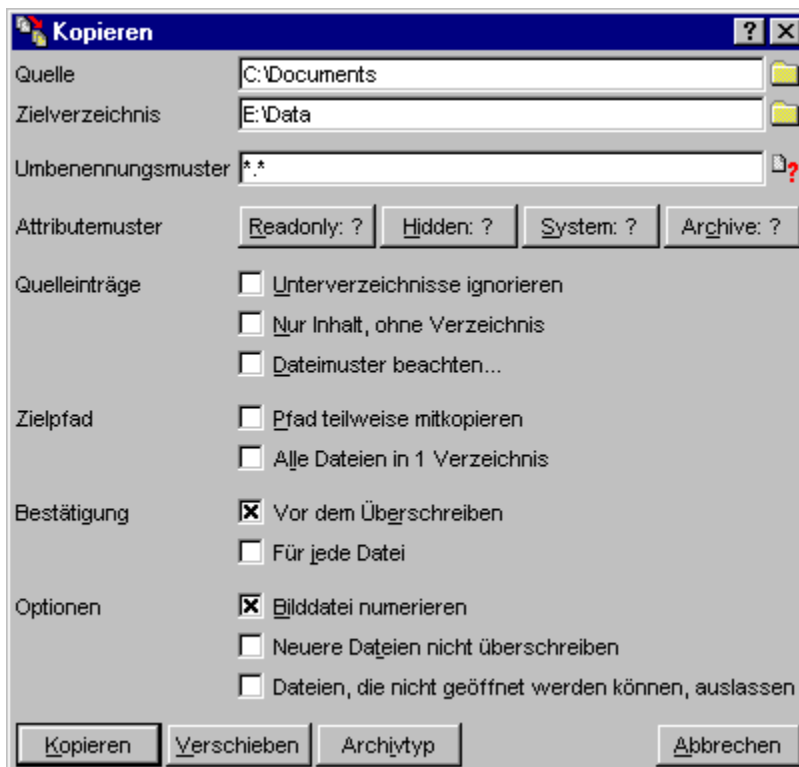 Kopieren
Quelle C:\Documents
Zielverzeichnis E:\Data
Umbenennungsmuster *.*
Attributemuster Readonly: ? Hidden: ? System: ? Archive: ?
Quelleinträge Unterverzeichnisse ignorieren
Nur Inhalt, ohne Verzeichnis
Dateimuster beachten...
Zielpfad Pfad teilweise mitkopieren
Alle Dateien in 1 Verzeichnis
Bestätigung Vor dem Überschreiben
Für jede Datei
Optionen Bilddatei numerieren
Neuere Dateien nicht überschreiben
Dateien, die nicht geöffnet werden können, auslassen
Kopieren Verschieben Archivtyp Abbrechen